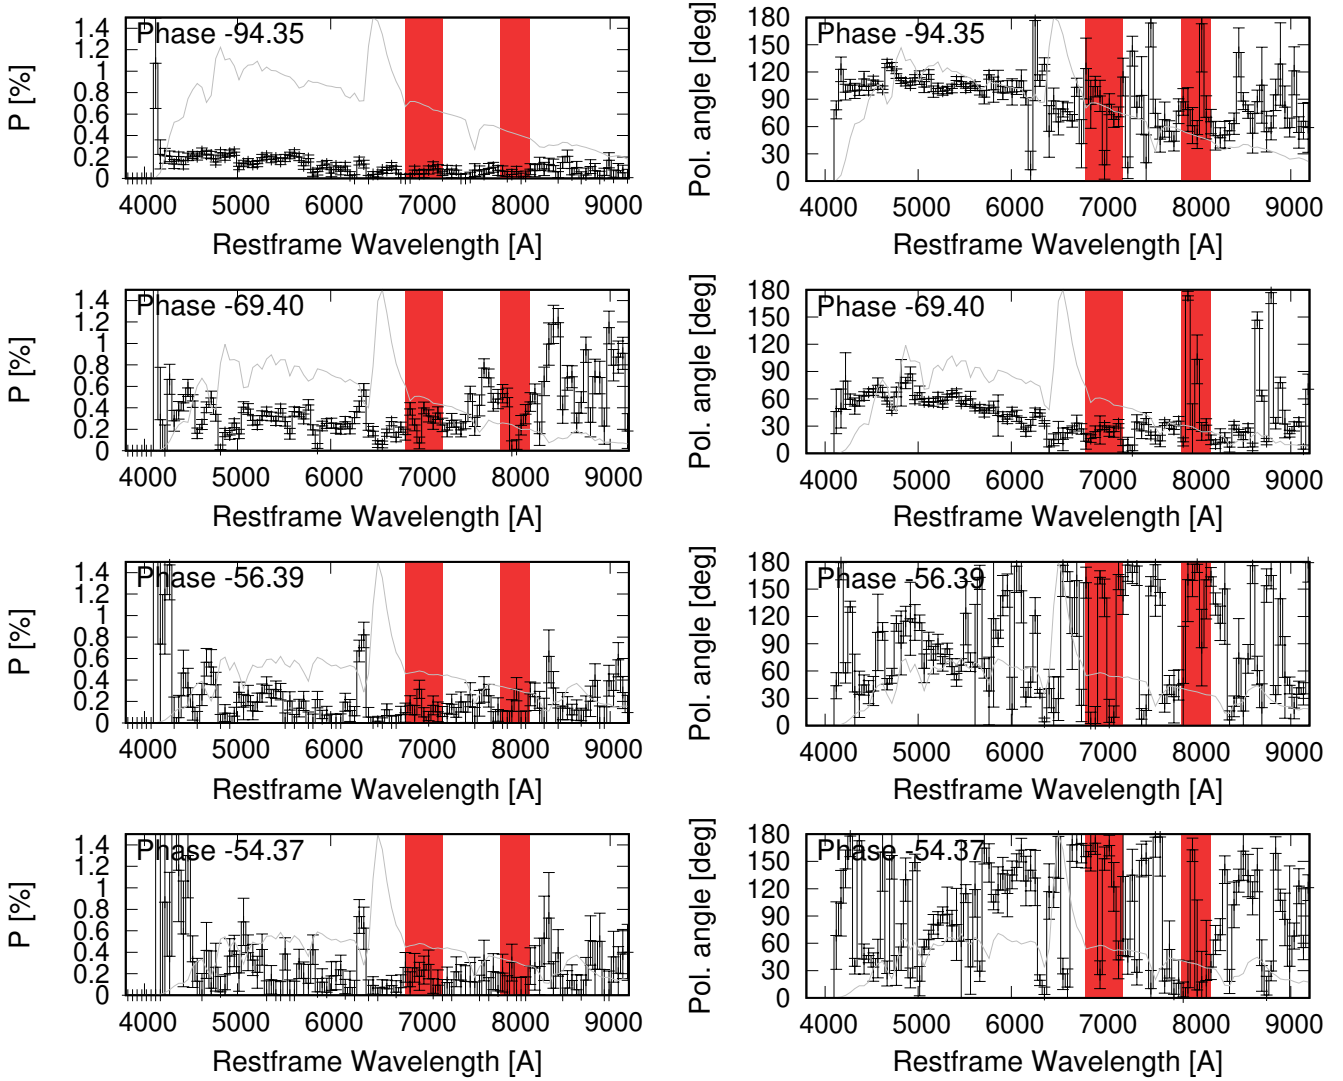 P [%]
1.4
1.2
1
0.8
0.6
0.4
0.2
0
Phase -94.35
4000 5000 6000 7000 8000 9000
Restframe Wavelength [A]
Pol. angle [deg]
180
150
120
90
60
30
0
Phase -94.35
4000 5000 6000 7000 8000 9000
Restframe Wavelength [A]
P [%]
1.4
1.2
1
0.8
0.6
0.4
0.2
0
Phase -69.40
4000 5000 6000 7000 8000 9000
Restframe Wavelength [A]
Pol. angle [deg]
180
150
120
90
60
30
0
Phase -69.40
4000 5000 6000 7000 8000 9000
Restframe Wavelength [A]
P [%]
1.4
1.2
1
0.8
0.6
0.4
0.2
0
Phase -56.39
4000 5000 6000 7000 8000 9000
Restframe Wavelength [A]
Pol. angle [deg]
180
150
120
90
60
30
0
Phase -56.39
4000 5000 6000 7000 8000 9000
Restframe Wavelength [A]
P [%]
1.4
1.2
1
0.8
0.6
0.4
0.2
0
Phase -54.37
4000 5000 6000 7000 8000 9000
Restframe Wavelength [A]
Pol. angle [deg]
180
150
120
90
60
30
0
Phase -54.37
4000 5000 6000 7000 8000 9000
Restframe Wavelength [A]